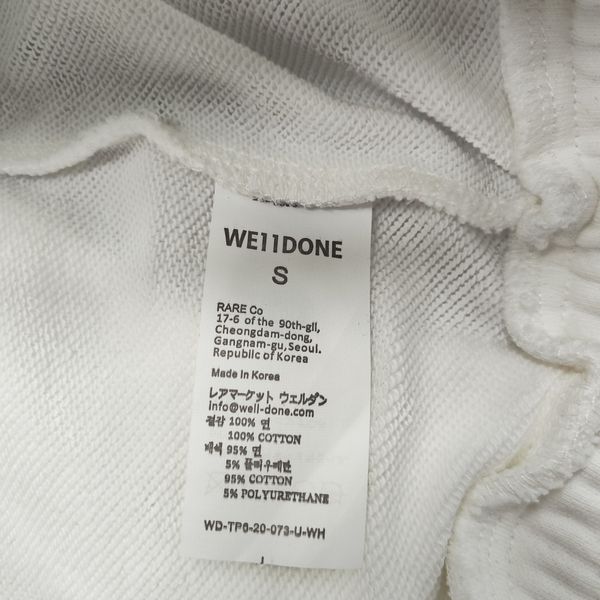 WE11DONE
S
RARE Co
17-6 of the 90th-gil,
Cheongdam-dong,
Gangnam-gu,Seoul.
Republic of Korea
Made in Korea
レアマーケット ウェルダン
info@well-done.com
겉감 100% 면
100% COTTON
배색 95% 면
5% 폴리우레탄
95% COTTON
5% POLYURETHANE
WD-TP6-20-073-U-WH